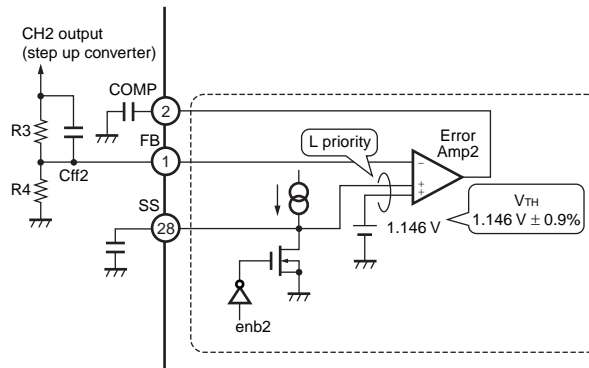 CH2 output
(step up converter)
COMP
2
R3
FB
1
Cff2
R4
SS
28
L priority
Error
Amp2
−
+
+
1.146 V
VTH
1.146 V ± 0.9%
enb2